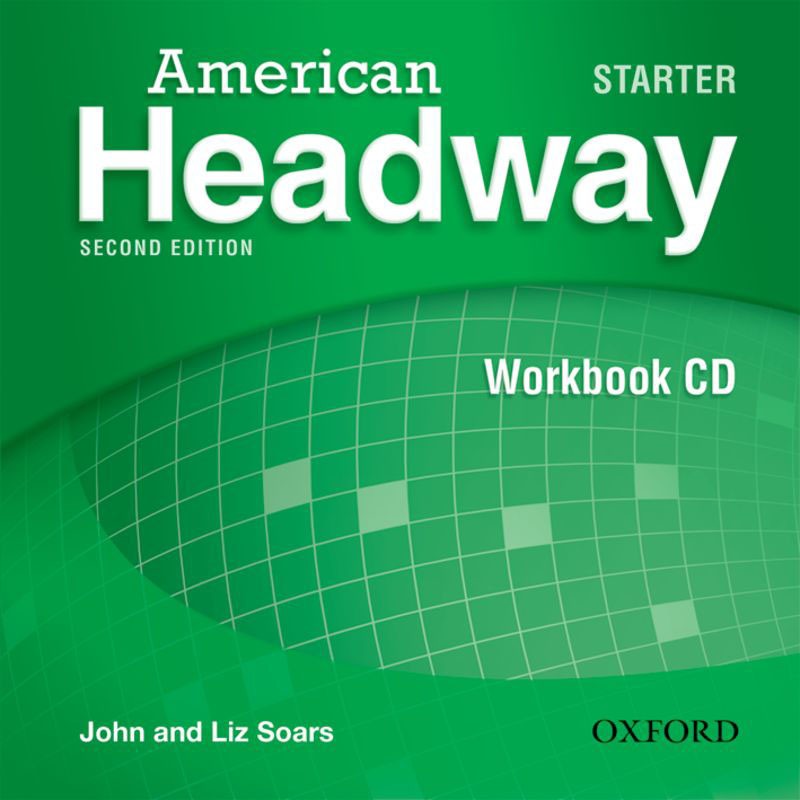 American
STARTER
Headway
SECOND EDITION
Workbook CD
John and Liz Soars
OXFORD